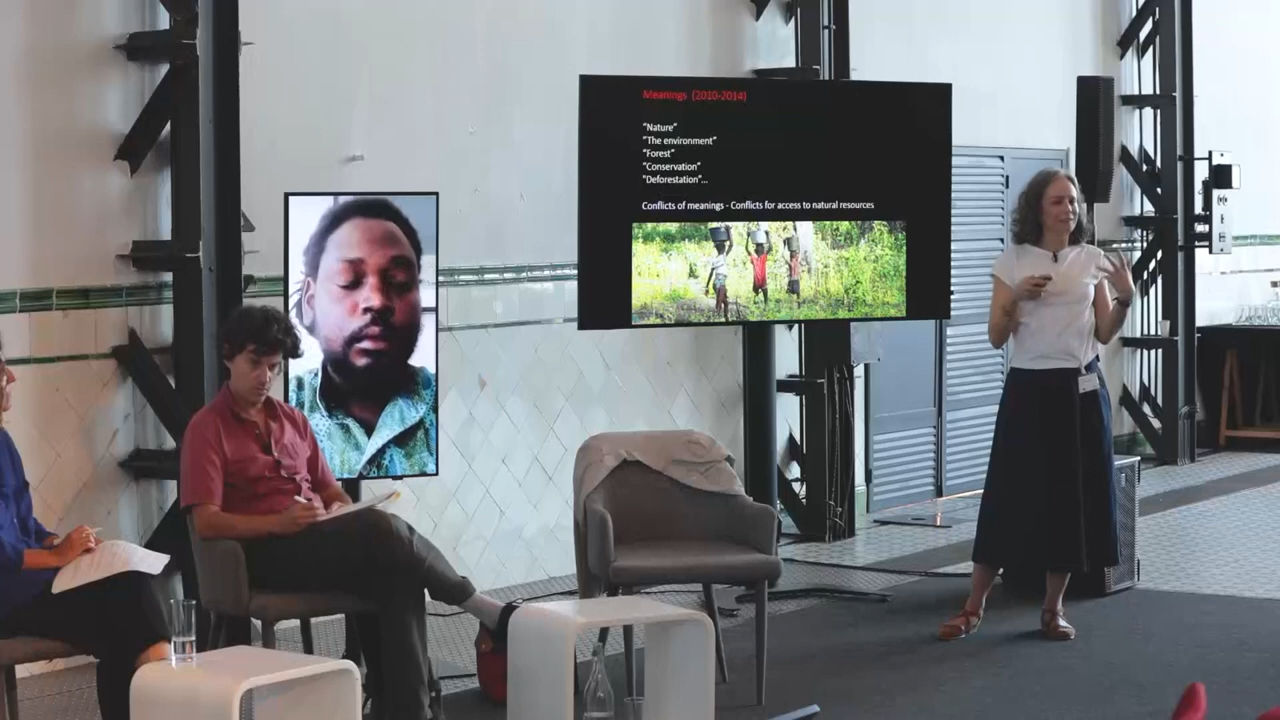 Meanings (2010-2014)
"Nature"
"The environment"
"Forest"
"Conservation"
"Deforestation"...
Conflicts of meanings - Conflicts for access to natural resources